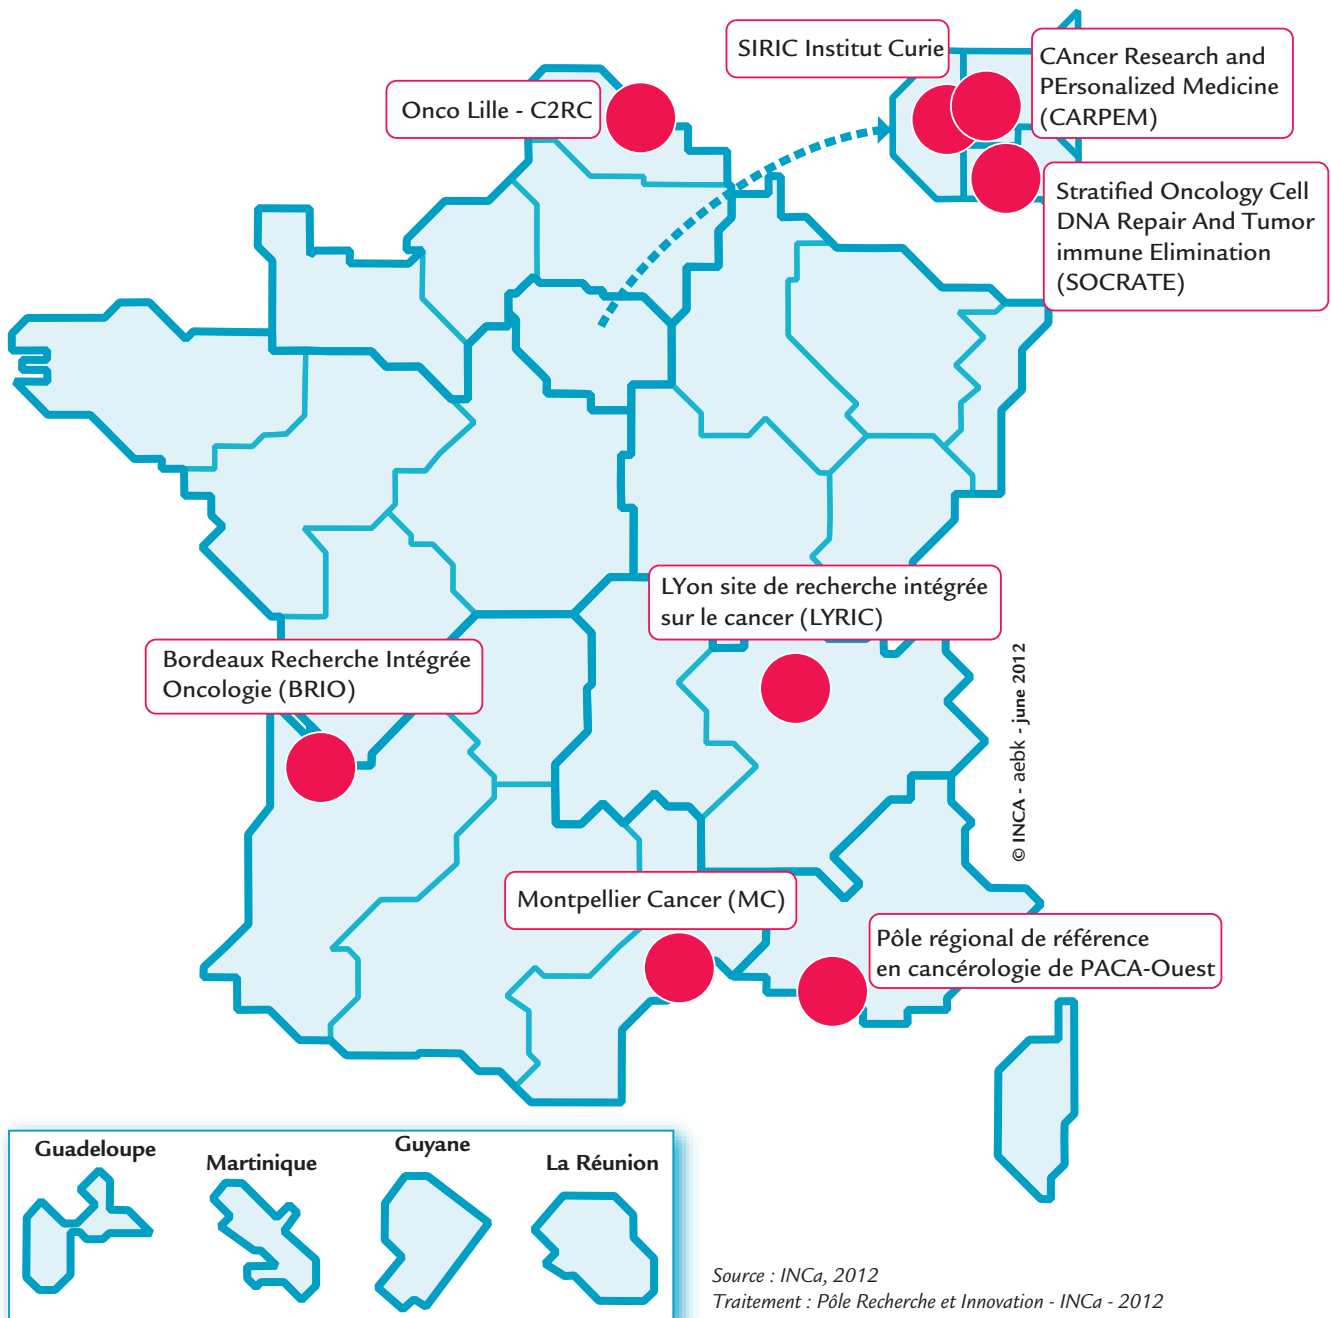 SIRIC Institut Curie
CAncer Research and
PErsonalized Medicine
(CARPEM)
Onco Lille - C2RC
Stratified Oncology Cell
DNA Repair And Tumor
immune Elimination
(SOCRATE)
LYon site de recherche intégrée
sur le cancer (LYRIC)
Bordeaux Recherche Intégrée
Oncologie (BRIO)
© INCA - aebk - june 2012
Montpellier Cancer (MC)
Pôle régional de référence
en cancérologie de PACA-Ouest
Guadeloupe
Martinique
Guyane
La Réunion
Source : INCa, 2012
Traitement : Pôle Recherche et Innovation - INCa - 2012